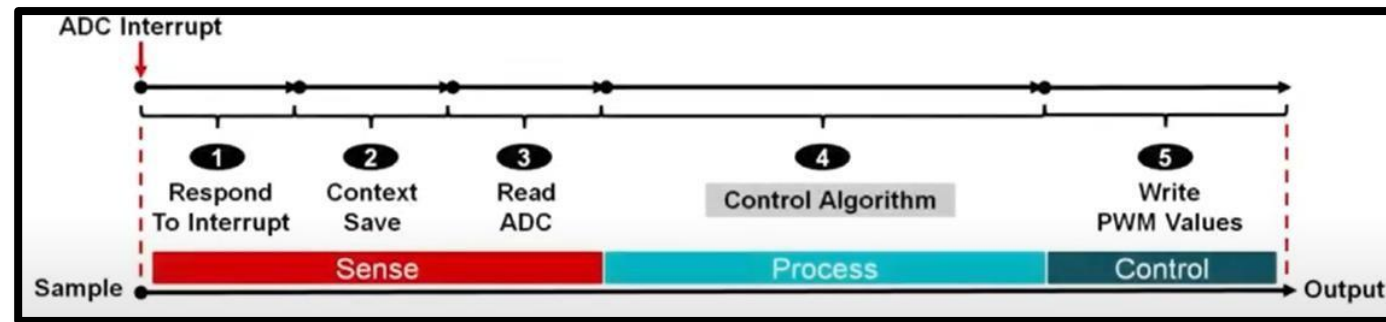 ADC Interrupt
1
2
3
4
5
Respond
To Interrupt
Context
Save
Read
ADC
Control Algorithm
Write
PWM Values
Sense
Process
Control
Sample
Output